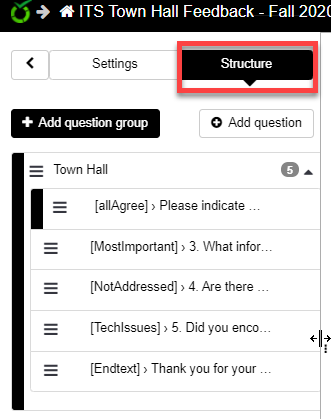 ITS Town Hall Feedback - Fall 2020
Settings
Structure
Add question group
Add question
Town Hall
5
[allAgree] › Please indicate ...
[MostImportant] › 3. What infor...
[NotAddressed] › 4. Are there ...
[TechIssues] › 5. Did you enco...
[Endtext] › Thank you for your ...